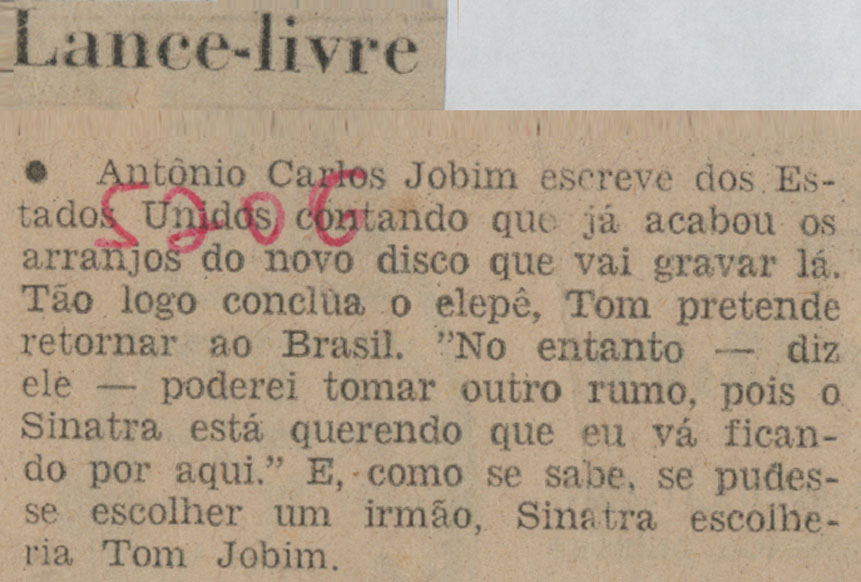 Lance-livre
● Antônio Carlos Jobim escreve dos Es-
tados Unidos contando que já acabou os
arranjos do novo disco que vai gravar lá.
Tão logo conclua o elepê, Tom pretende
retornar ao Brasil. "No entanto — diz
ele — poderei tomar outro rumo, pois o
Sinatra está querendo que eu vá fican-
do por aqui." E, como se sabe, se pudes-
se escolher um irmão, Sinatra escolhe-
ria Tom Jobim.